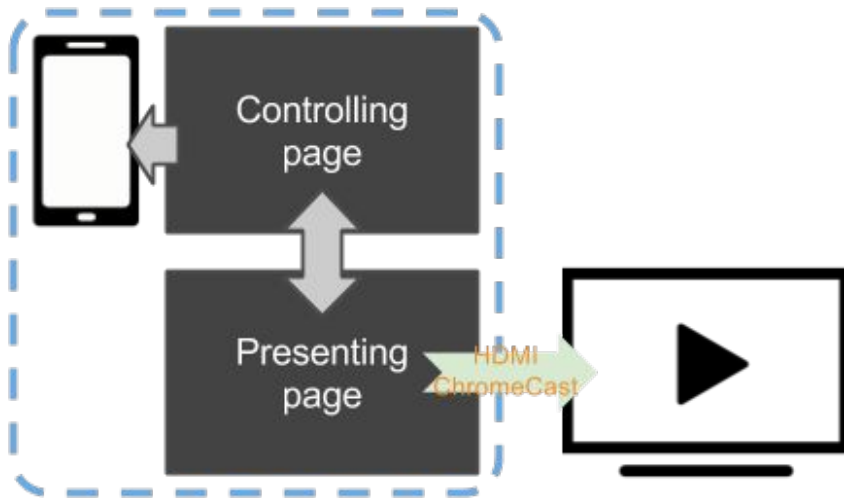 Controlling
page
Presenting
page
HDMI
ChromeCast